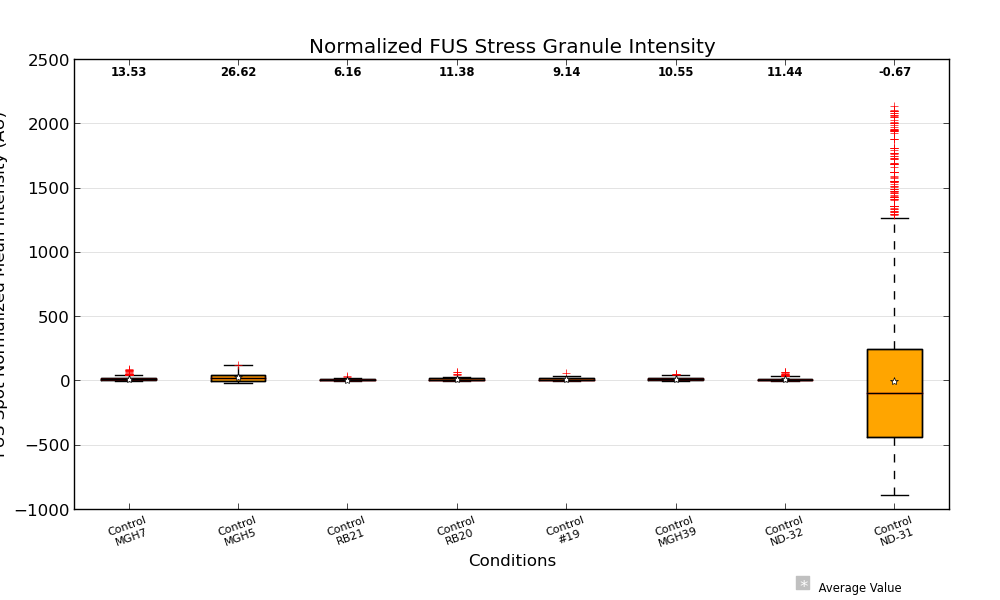 Normalized FUS Stress Granule Intensity
2500
2000
1500
1000
500
0
−500
−1000
13.53 26.62 6.16 11.38 9.14 10.55 11.44 -0.67
FUS Spot Normalized Mean Intensity (AU)
Control MGH7
Control MGH5
Control RB21
Control RB20
Control #19
Control MGH39
Control ND-32
Control ND-31
Conditions
* Average Value